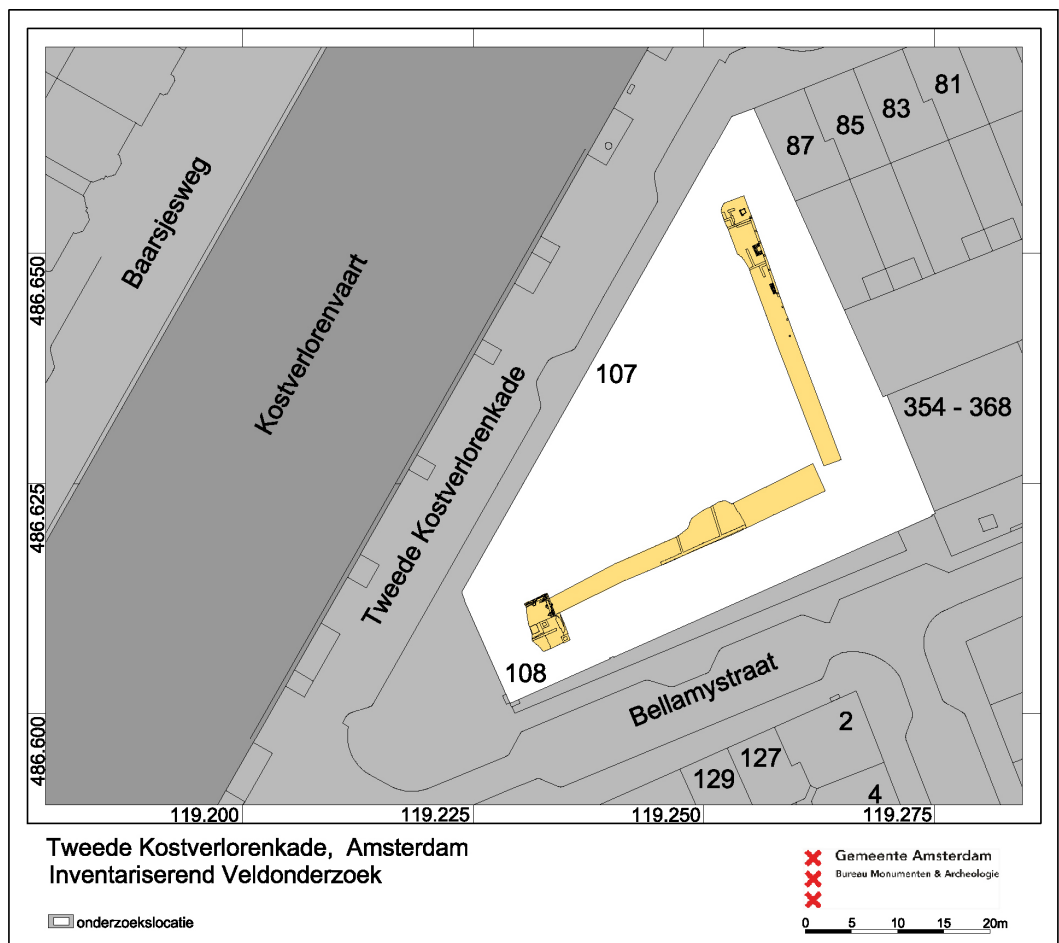 81
83
85
87
Baarsjesweg
Kostverlorenvaart
Tweede Kostverlorenkade
107
354 - 368
108
Bellamystraat
2
127
129
4
486.650
486.625
486.600
119.200
119.225
119.250
119.275
Tweede Kostverlorenkade, Amsterdam
Inventariserend Veldonderzoek
onderzoekslocatie
Gemeente Amsterdam
Bureau Monumenten & Archeologie
0 5 10 15 20m